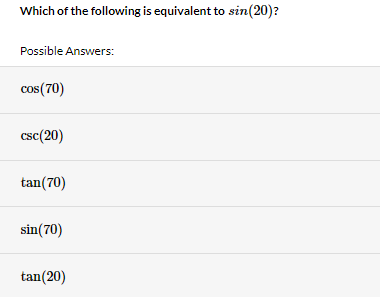 Which of the following is equivalent to sin(20)?
Possible Answers:
cos(70)
csc(20)
tan(70)
sin(70)
tan(20)